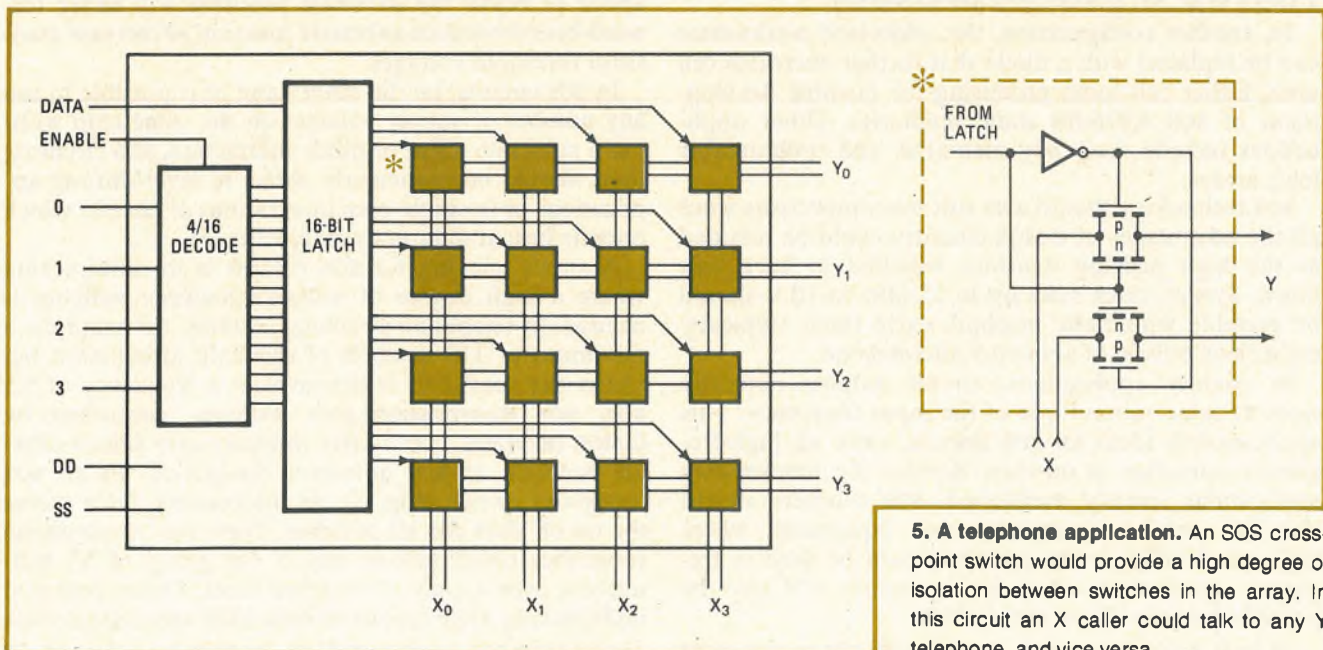 DATA
ENABLE
0
1
2
3
DD
SS
4/16
DECODE
16-BIT
LATCH
*
Y0
Y1
Y2
Y3
X0 X1 X2 X3
*
FROM
LATCH
p
p
Y
X
5. A telephone application. An SOS cross-
point switch would provide a high degree of
isolation between switches in the array. In
this circuit an X caller could talk to any Y
telephone, and vice versa.